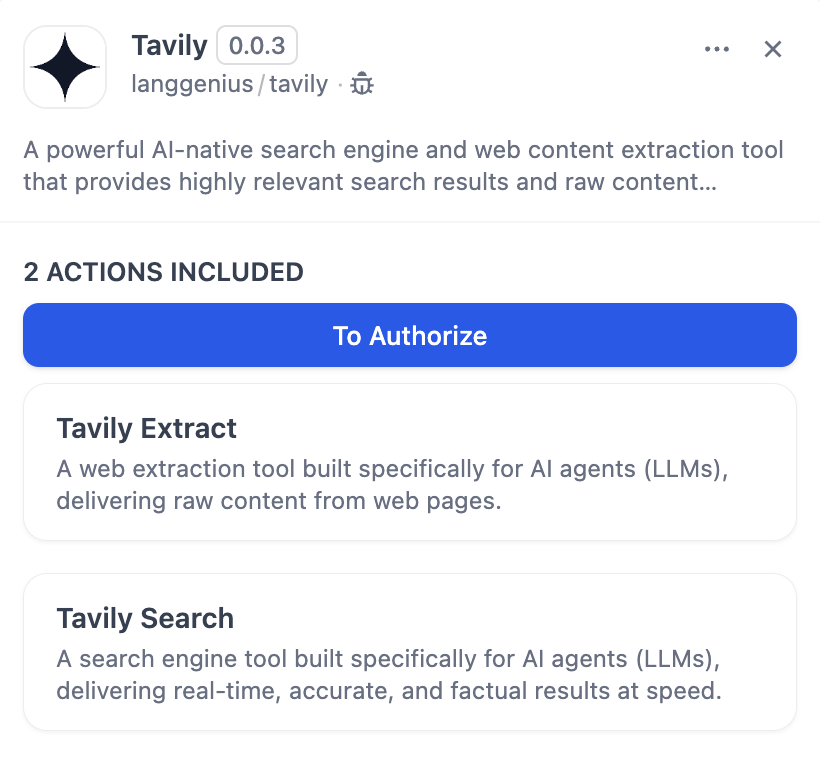 Tavily 0.0.3
langgenius / tavily ·
A powerful AI-native search engine and web content extraction tool
that provides highly relevant search results and raw content...
2 ACTIONS INCLUDED
To Authorize
Tavily Extract
A web extraction tool built specifically for AI agents (LLMs),
delivering raw content from web pages.
Tavily Search
A search engine tool built specifically for AI agents (LLMs),
delivering real-time, accurate, and factual results at speed.